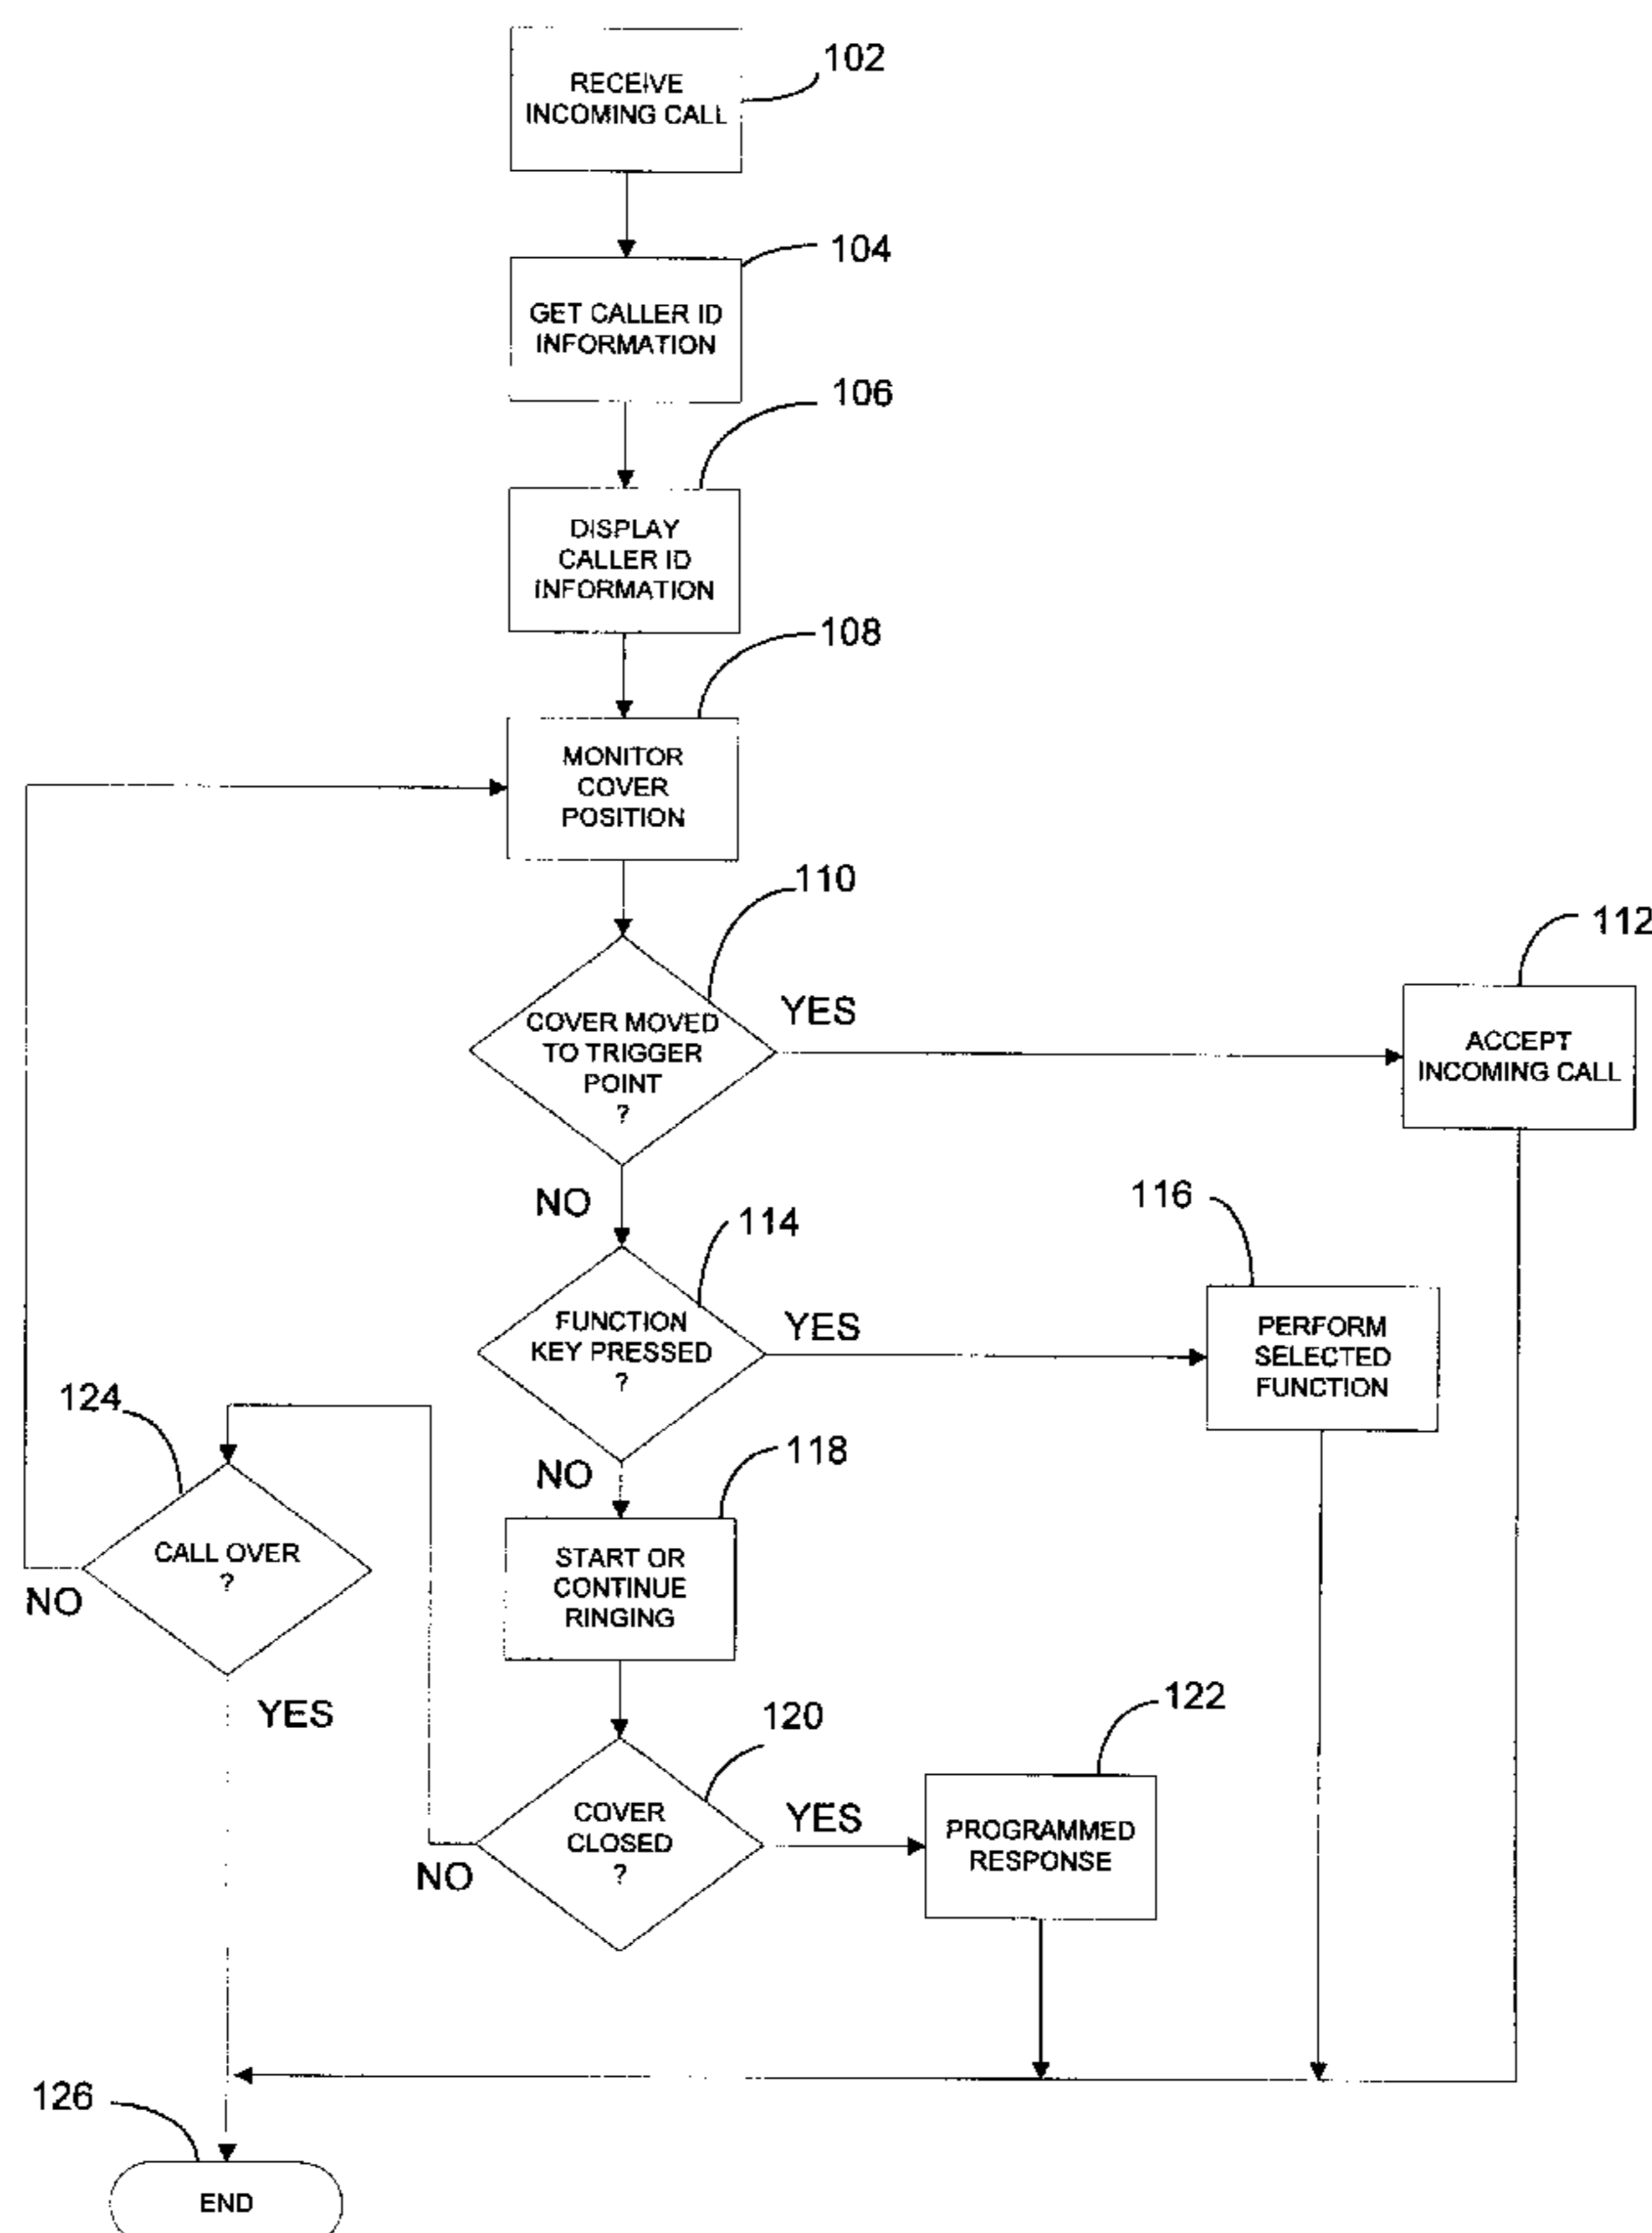 102
RECEIVE
INCOMING CALL
104
GET CALLER ID
INFORMATION
106
DISPLAY
CALLER ID
INFORMATION
108
MONITOR
COVER
POSITION
110
COVER MOVED
TO TRIGGER
POINT
?
YES
112
ACCEPT
INCOMING CALL
NO
114
FUNCTION
KEY PRESSED
?
YES
116
PERFORM
SELECTED
FUNCTION
NO
118
START OR
CONTINUE
RINGING
120
COVER
CLOSED
?
YES
122
PROGRAMMED
RESPONSE
NO
124
CALL OVER
?
NO
YES
126
END